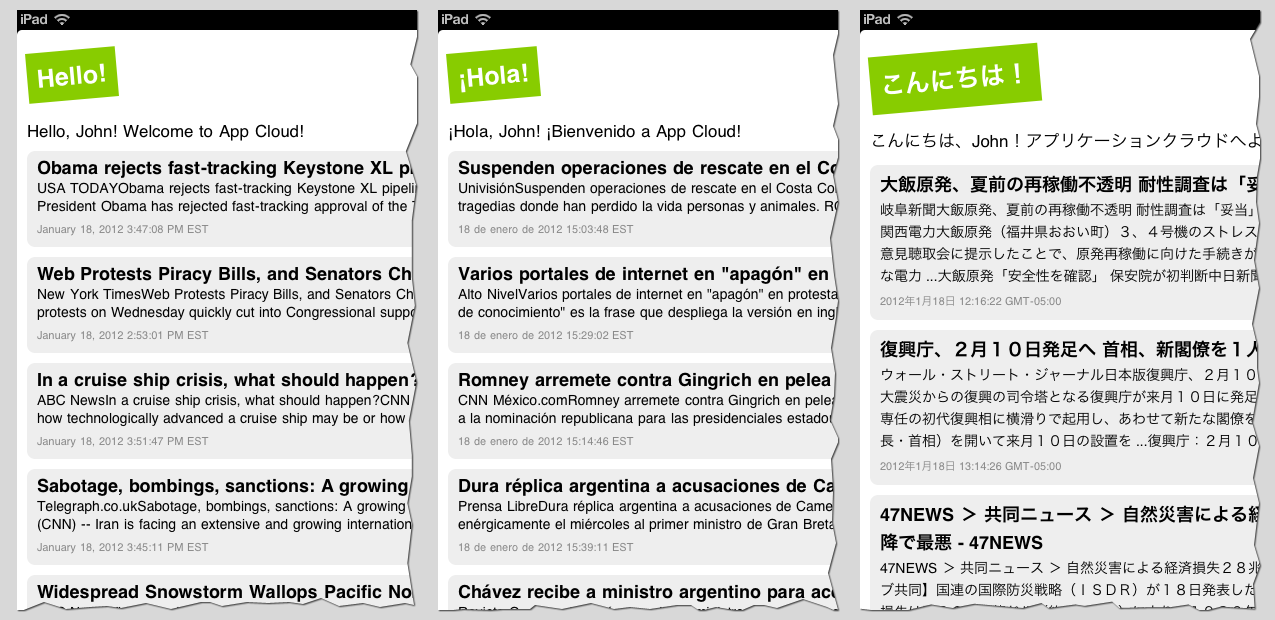 iPad
Hello!
Hello, John! Welcome to App Cloud!
Obama rejects fast-tracking Keystone XL
USA TODAYObama rejects fast-tracking Keystone XL
President Obama has rejected fast-tracking approval of the
January 18, 2012 3:47:08 PM EST
Web Protests Piracy Bills, and Senators
New York TimesWeb Protests Piracy Bills, and Senators
protests on Wednesday quickly cut into Congressional
January 18, 2012 2:53:01 PM EST
In a cruise ship crisis, what should happen?
ABC NewsIn a cruise ship crisis, what should happen?CNN
how technologically advanced a cruise ship may be or how
January 18, 2012 3:51:47 PM EST
Sabotage, bombings, sanctions: A growing
Telegraph.co.ukSabotage, bombings, sanctions: A growing
(CNN) -- Iran is facing an extensive and growing
January 18, 2012 3:45:11 PM EST
Widespread Snowstorm Wallops Pacific
iPad
¡Hola!
¡Hola, John! ¡Bienvenido a App Cloud!
Suspenden operaciones de rescate en el
UnivisiónSuspenden operaciones de rescate en el Costa
tragedias donde han perdido la vida personas y animales.
18 de enero de 2012 15:03:48 EST
Varios portales de internet en "apagón" en
Alto NivelVarios portales de internet en "apagón" en protesta
de conocimiento" es la frase que despliega la versión en
18 de enero de 2012 15:29:02 EST
Romney arremete contra Gingrich en pelea
CNN México.comRomney arremete contra Gingrich en pelea
a la nominación republicana para las presidenciales
18 de enero de 2012 15:14:46 EST
Dura réplica argentina a acusaciones de
Prensa LibreDura réplica argentina a acusaciones de
enérgicamente el miércoles al primer ministro de Gran
18 de enero de 2012 15:39:11 EST
Chávez recibe a ministro argentino para
iPad
こんにちは！
こんにちは、John！アプリケーションクラウドへよ
大飯原発、夏前の再稼働不透明 耐性調査は「妥
岐阜新聞大飯原発、夏前の再稼働不透明 耐性調査は「妥当」
関西電力大飯原発（福井県おおい町）３、４号機のストレス
意見聴取会に提示したことで、原発再稼働に向けた手続きが
な電力 ...大飯原発「安全性を確認」 保安院が初判断中日新聞
2012年1月18日 12:16:22 GMT-05:00
復興庁、２月１０日発足へ 首相、新閣僚を１人
ウォール・ストリート・ジャーナル日本版復興庁、２月１０
大震災からの復興の司令塔となる復興庁が来月１０日に発足
専任の初代復興相に横滑りで起用し、あわせて新たな閣僚を
長・首相）を開いて来月１０日の設置を ...復興庁：２月１０
2012年1月18日 13:14:26 GMT-05:00
47NEWS ＞ 共同ニュース ＞ 自然災害による経
降で最悪 - 47NEWS
47NEWS ＞ 共同ニュース ＞ 自然災害による経済損失２８兆
ブ共同】国連の国際防災戦略（ＩＳＤＲ）が１８日発表した